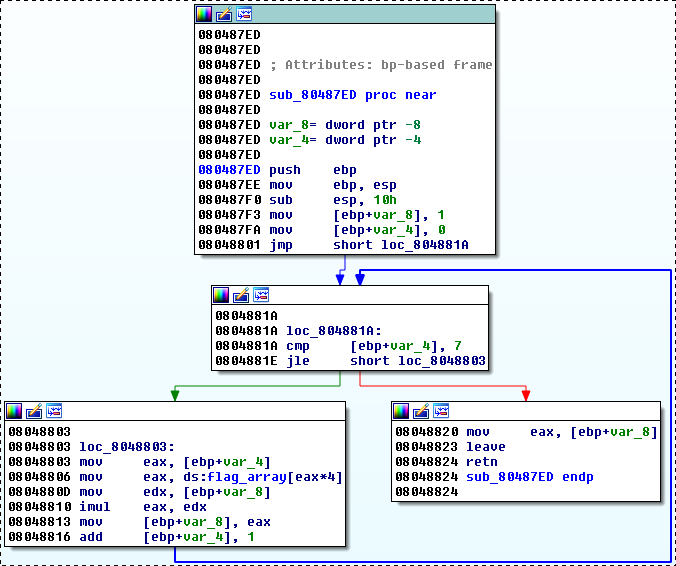 080487ED
080487ED
080487ED ; Attributes: bp-based frame
080487ED
080487ED sub_80487ED proc near
080487ED
080487ED var_8= dword ptr -8
080487ED var_4= dword ptr -4
080487ED
080487ED push    ebp
080487EE mov     ebp, esp
080487F0 sub     esp, 10h
080487F3 mov     [ebp+var_8], 1
080487FA mov     [ebp+var_4], 0
08048801 jmp     short loc_804881A
0804881A
0804881A loc_804881A:
0804881A cmp     [ebp+var_4], 7
0804881E jle     short loc_8048803
08048803
08048803 loc_8048803:
08048803 mov     eax, [ebp+var_4]
08048806 mov     eax, ds:flag_array[eax*4]
0804880D mov     edx, [ebp+var_8]
08048810 imul    eax, edx
08048813 mov     [ebp+var_8], eax
08048816 add     [ebp+var_4], 1
08048820 mov     eax, [ebp+var_8]
08048823 leave
08048824 retn
08048824 sub_80487ED endp
08048824